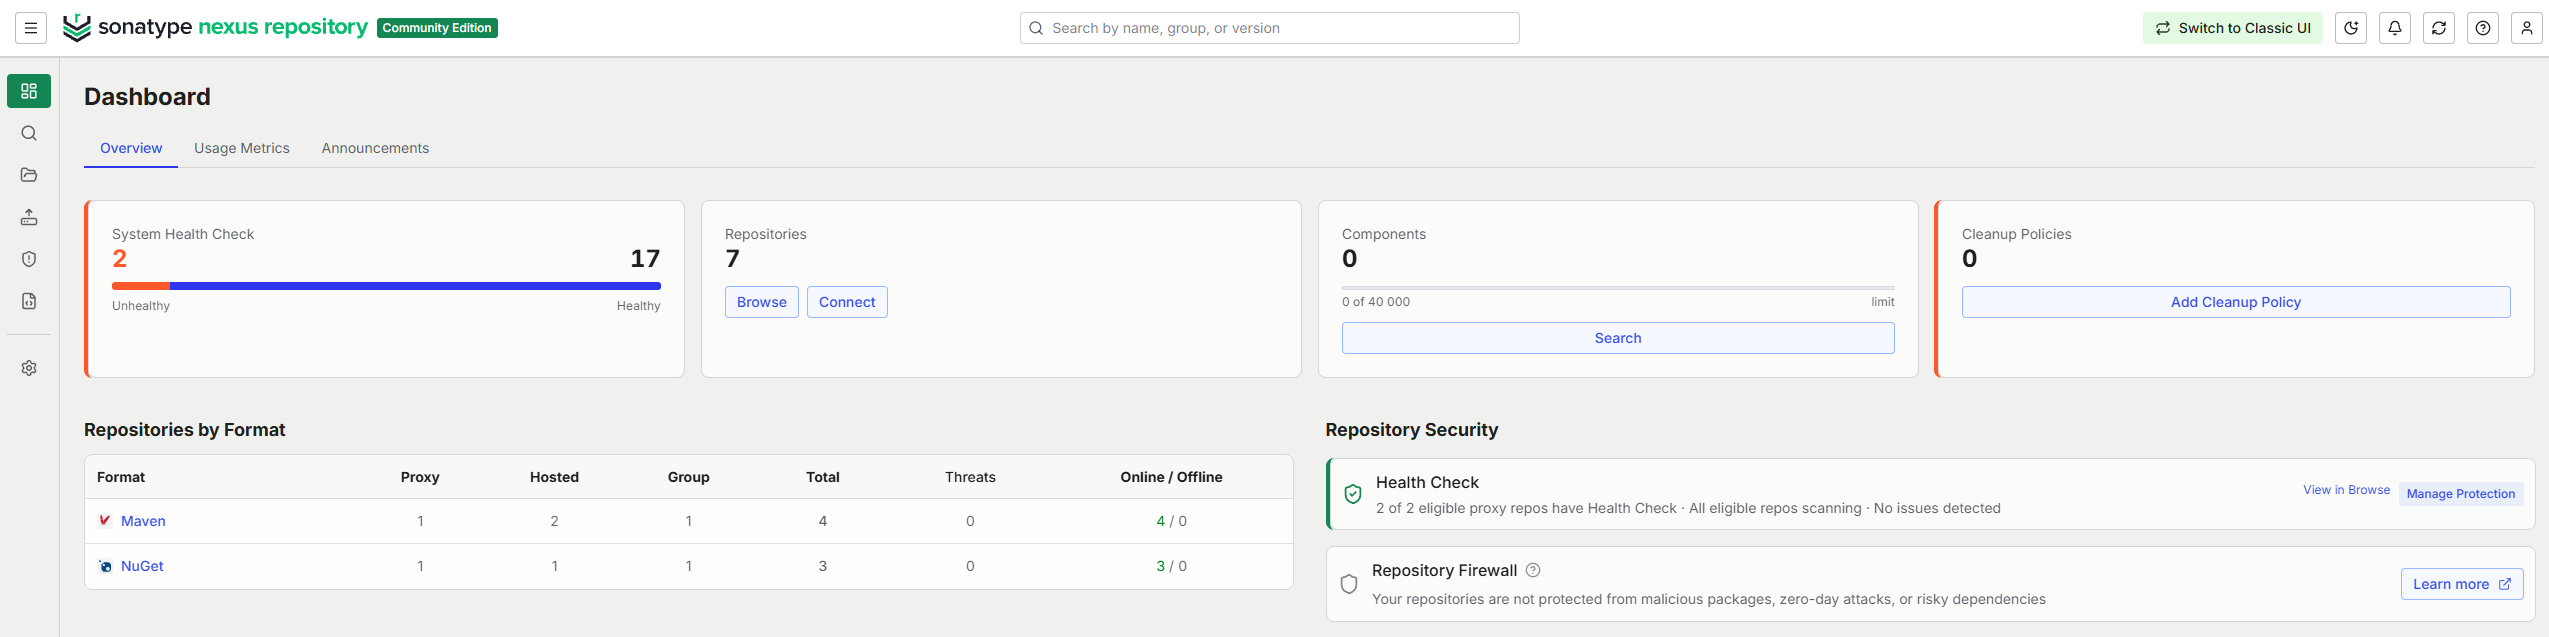 sonatype nexus repository Community Edition
Search by name, group, or version
Switch to Classic UI
Dashboard
Overview Usage Metrics Announcements
System Health Check
2 17
Unhealthy Healthy
Repositories
7
Browse Connect
Components
0
0 of 40 000 limit
Search
Cleanup Policies
0
Add Cleanup Policy
Repositories by Format
Format Proxy Hosted Group Total Threats Online / Offline
Maven 1 2 1 4 0 4 / 0
NuGet 1 1 1 3 0 3 / 0
Repository Security
Health Check
2 of 2 eligible proxy repos have Health Check · All eligible repos scanning · No issues detected
View in Browse Manage Protection
Repository Firewall
Your repositories are not protected from malicious packages, zero-day attacks, or risky dependencies
Learn more